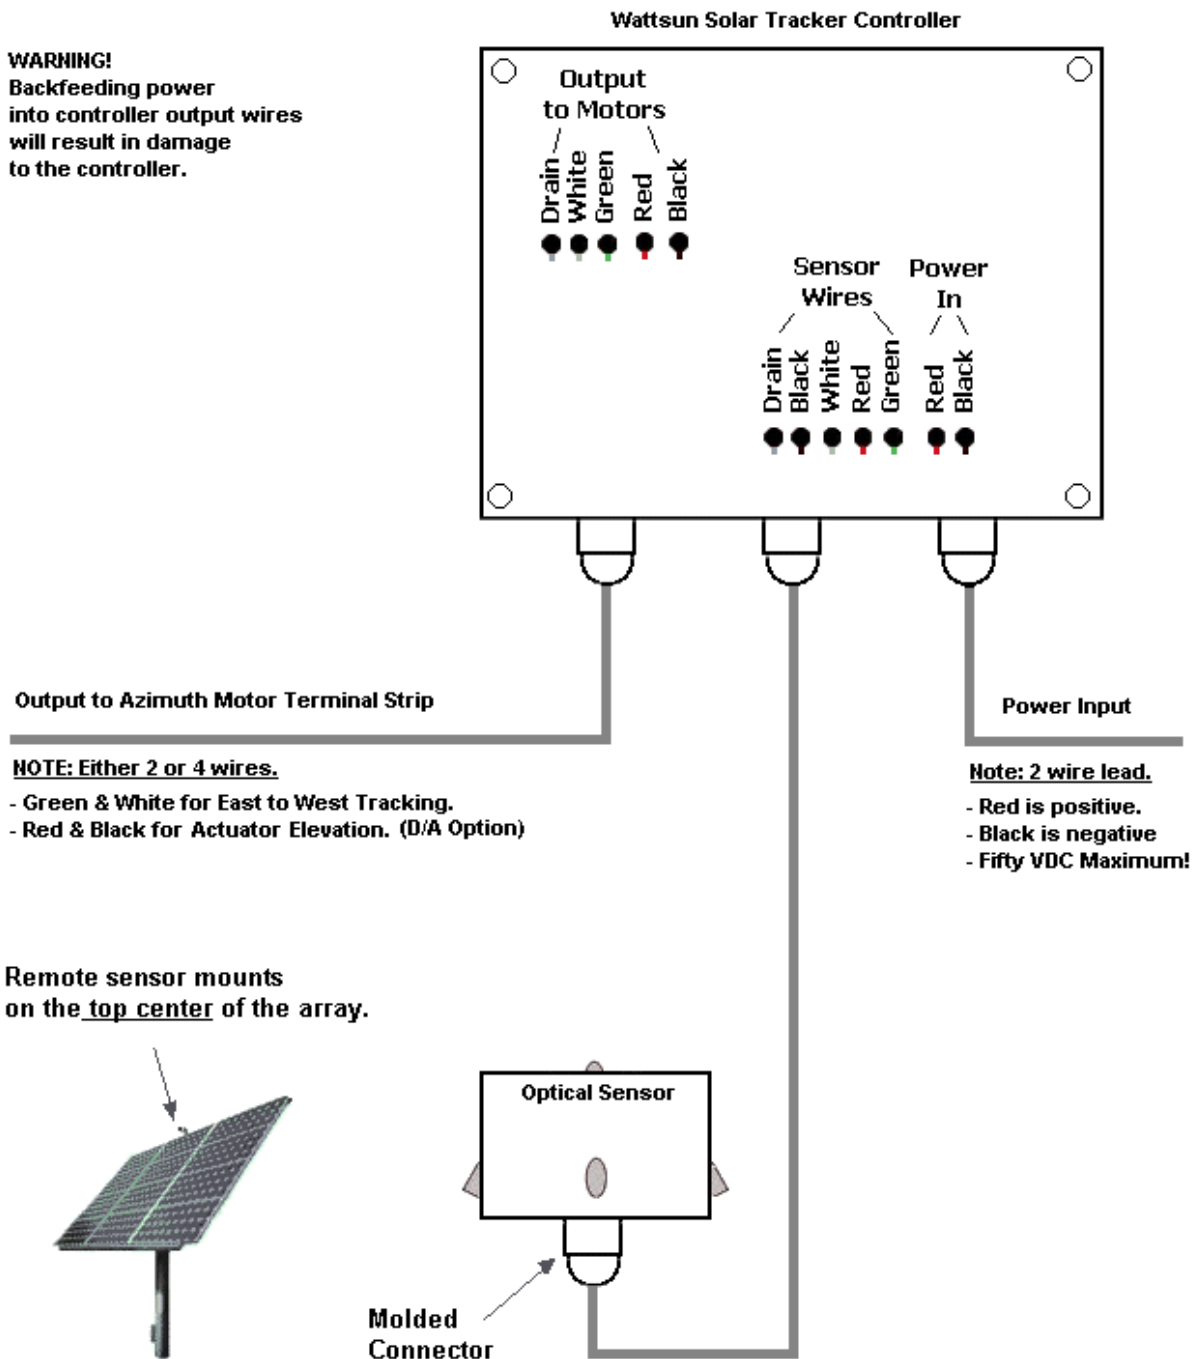 Wattsun Solar Tracker Controller
WARNING!
Backfeeding power
into controller output wires
will result in damage
to the controller.
Output
to Motors
Drain
White
Green
Red
Black
Sensor
Wires
Power
In
Drain
Black
White
Red
Green
Red
Black
Output to Azimuth Motor Terminal Strip
NOTE: Either 2 or 4 wires.
- Green & White for East to West Tracking.
- Red & Black for Actuator Elevation. (D/A Option)
Power Input
Note: 2 wire lead.
- Red is positive.
- Black is negative
- Fifty VDC Maximum!
Remote sensor mounts
on the top center of the array.
Optical Sensor
Molded
Connector